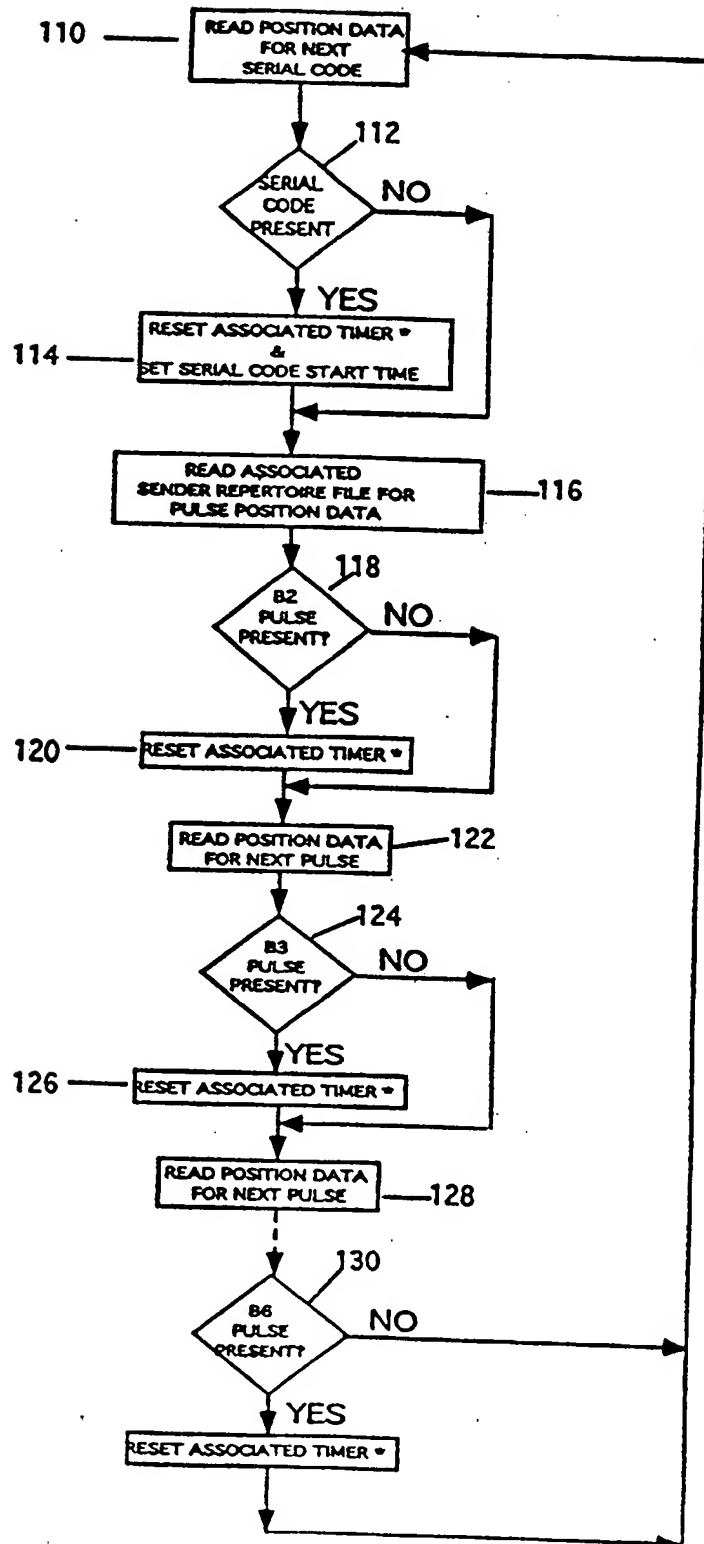 110
READ POSITION DATA
FOR NEXT
SERIAL CODE
112
SERIAL
CODE
PRESENT
NO
YES
114
RESET ASSOCIATED TIMER *
&
SET SERIAL CODE START TIME
READ ASSOCIATED
SENDER REPERTOIRE FILE FOR
PULSE POSITION DATA
116
118
B2
PULSE
PRESENT?
NO
YES
120
RESET ASSOCIATED TIMER *
READ POSITION DATA
FOR NEXT PULSE
122
124
B3
PULSE
PRESENT?
NO
YES
126
RESET ASSOCIATED TIMER *
READ POSITION DATA
FOR NEXT PULSE
128
130
B6
PULSE
PRESENT?
NO
YES
RESET ASSOCIATED TIMER *